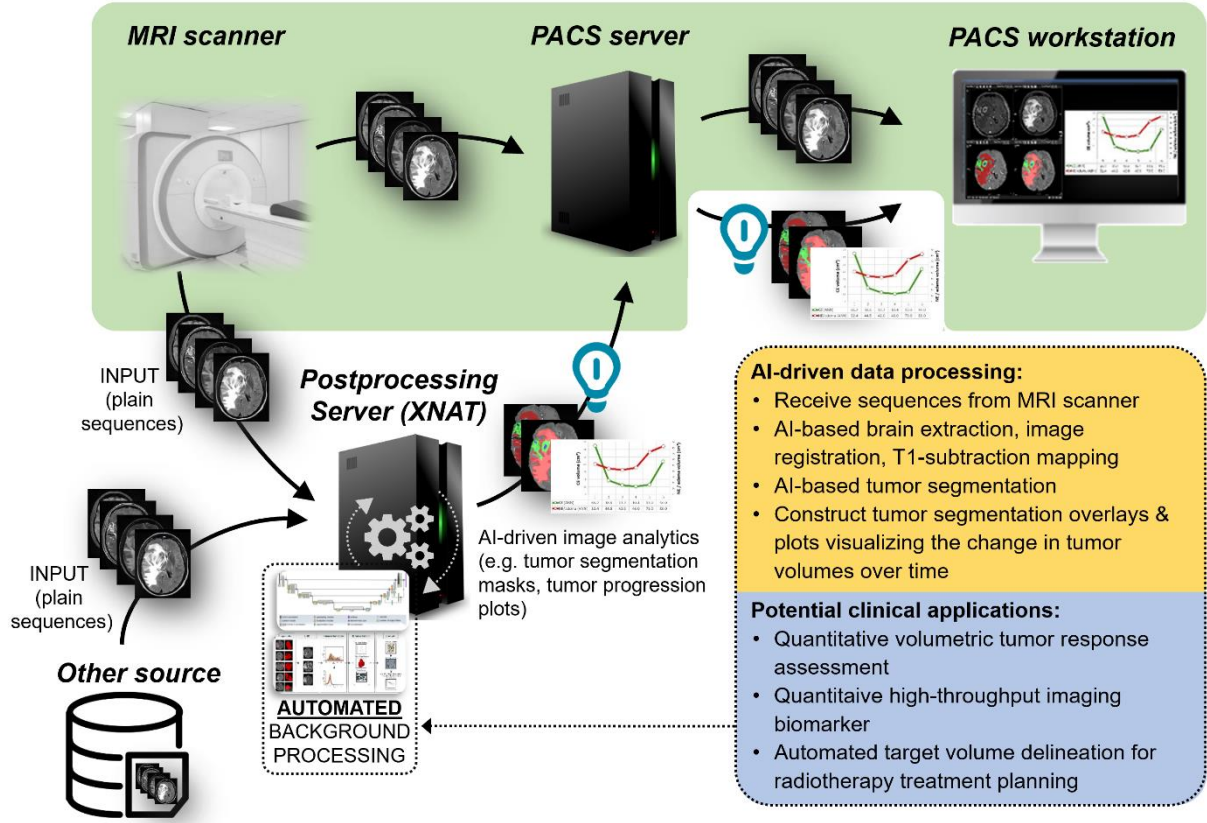 MRI scanner
PACS server
PACS workstation
INPUT
(plain
sequences)
Postprocessing
Server (XNAT)
INPUT
(plain
sequences)
AI-driven image analytics
(e.g. tumor segmentation
masks, tumor progression
plots)
Other source
AUTOMATED
BACKGROUND
PROCESSING
AI-driven data processing:
• Receive sequences from MRI scanner
• AI-based brain extraction, image
registration, T1-subtraction mapping
• AI-based tumor segmentation
• Construct tumor segmentation overlays &
plots visualizing the change in tumor
volumes over time
Potential clinical applications:
• Quantitative volumetric tumor response
assessment
• Quantitaive high-throughput imaging
biomarker
• Automated target volume delineation for
radiotherapy treatment planning